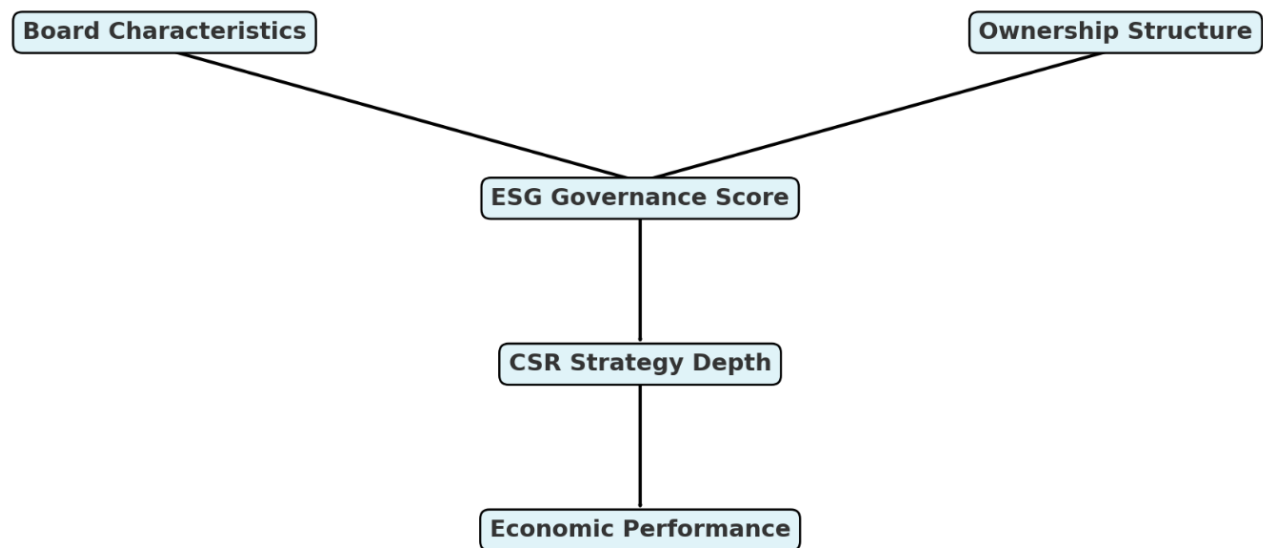 Board Characteristics
Ownership Structure
ESG Governance Score
CSR Strategy Depth
Economic Performance